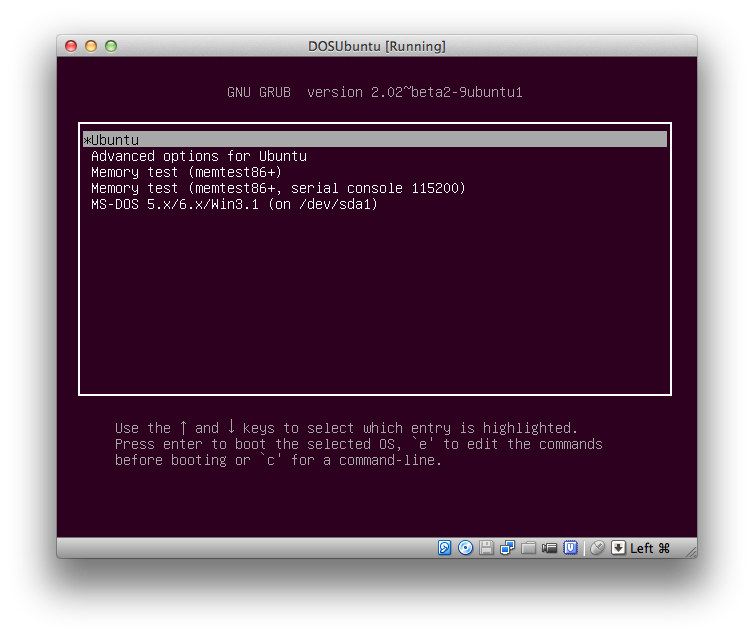 DOSUbuntu [Running]
GNU GRUB  version 2.02~beta2-9ubuntu1
*Ubuntu
Advanced options for Ubuntu
Memory test (memtest86+)
Memory test (memtest86+, serial console 115200)
MS-DOS 5.x/6.x/Win3.1 (on /dev/sda1)
Use the ↑ and ↓ keys to select which entry is highlighted.
Press enter to boot the selected OS, `e' to edit the commands
before booting or `c' for a command-line.
Left ⌘